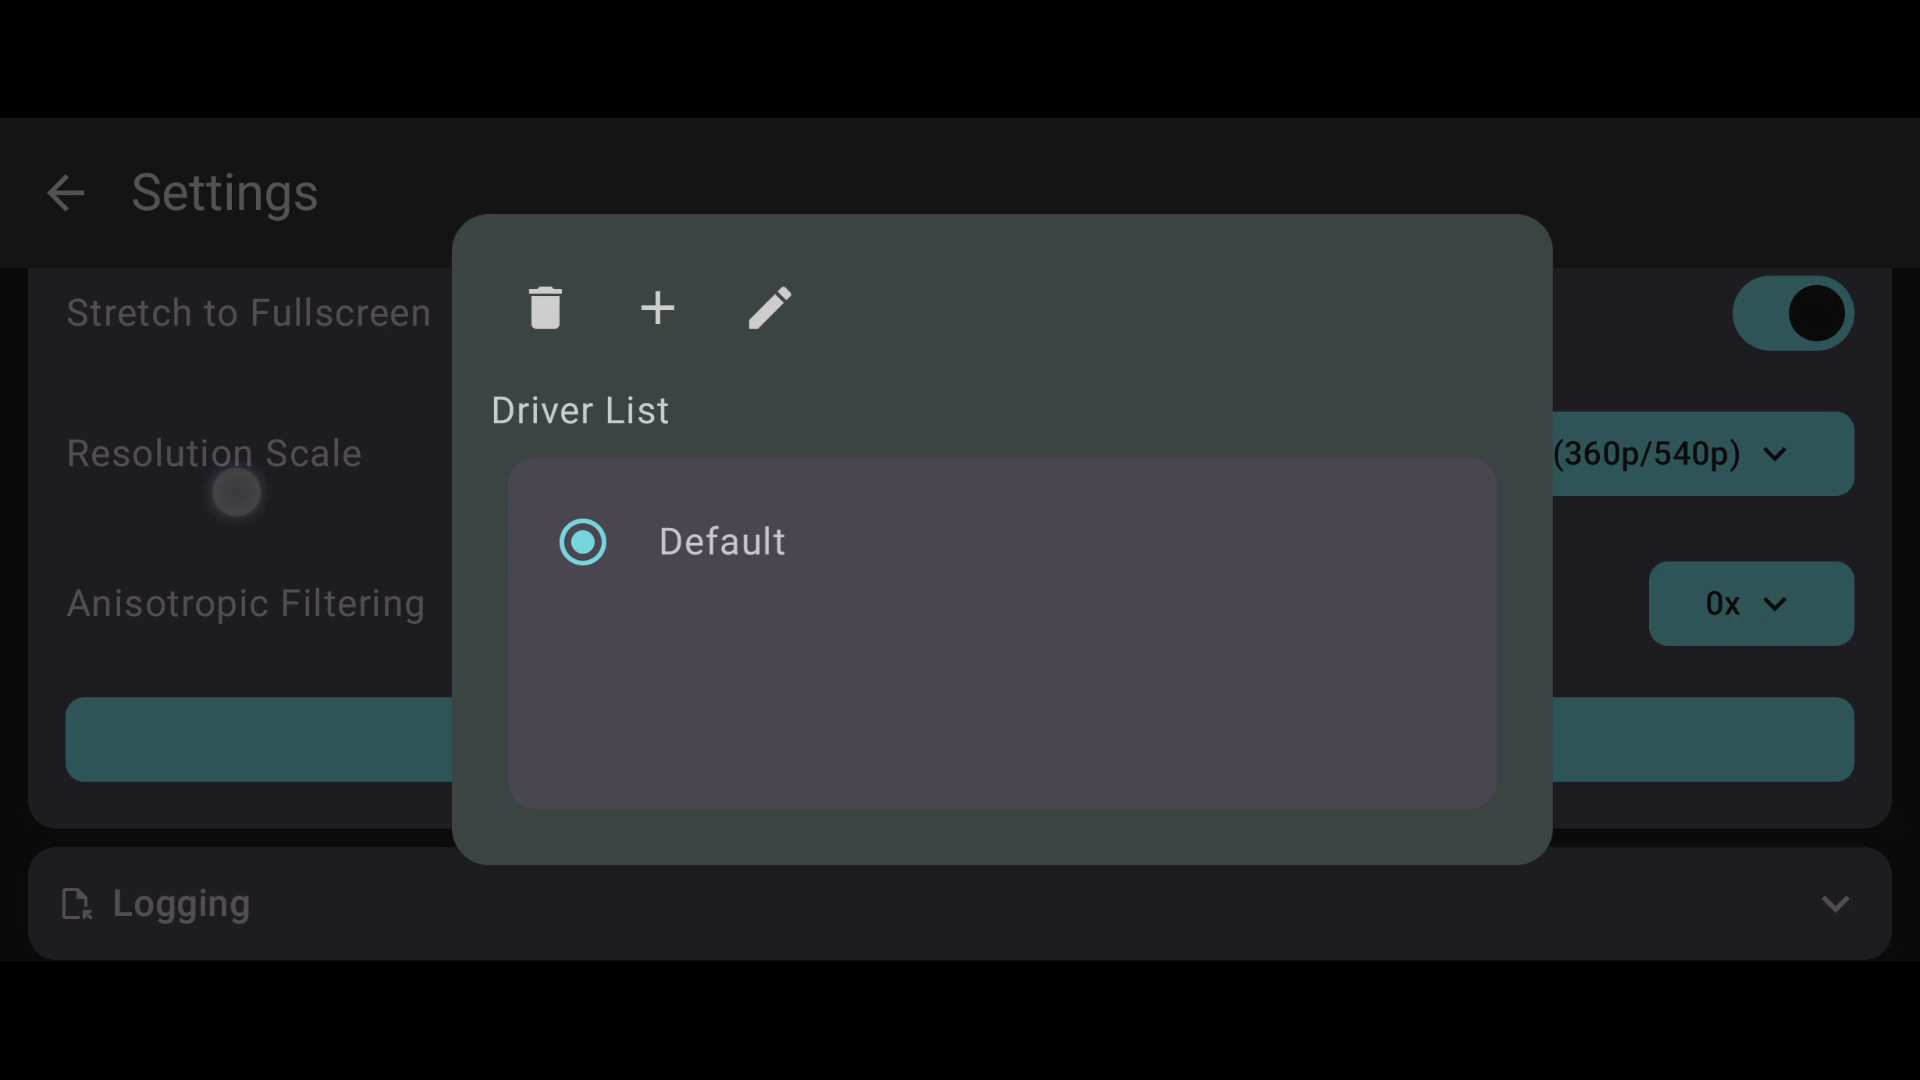 Settings
Stretch to Fullscreen
Driver List
Resolution Scale
(360p/540p)
Default
Anisotropic Filtering
0x
Logging